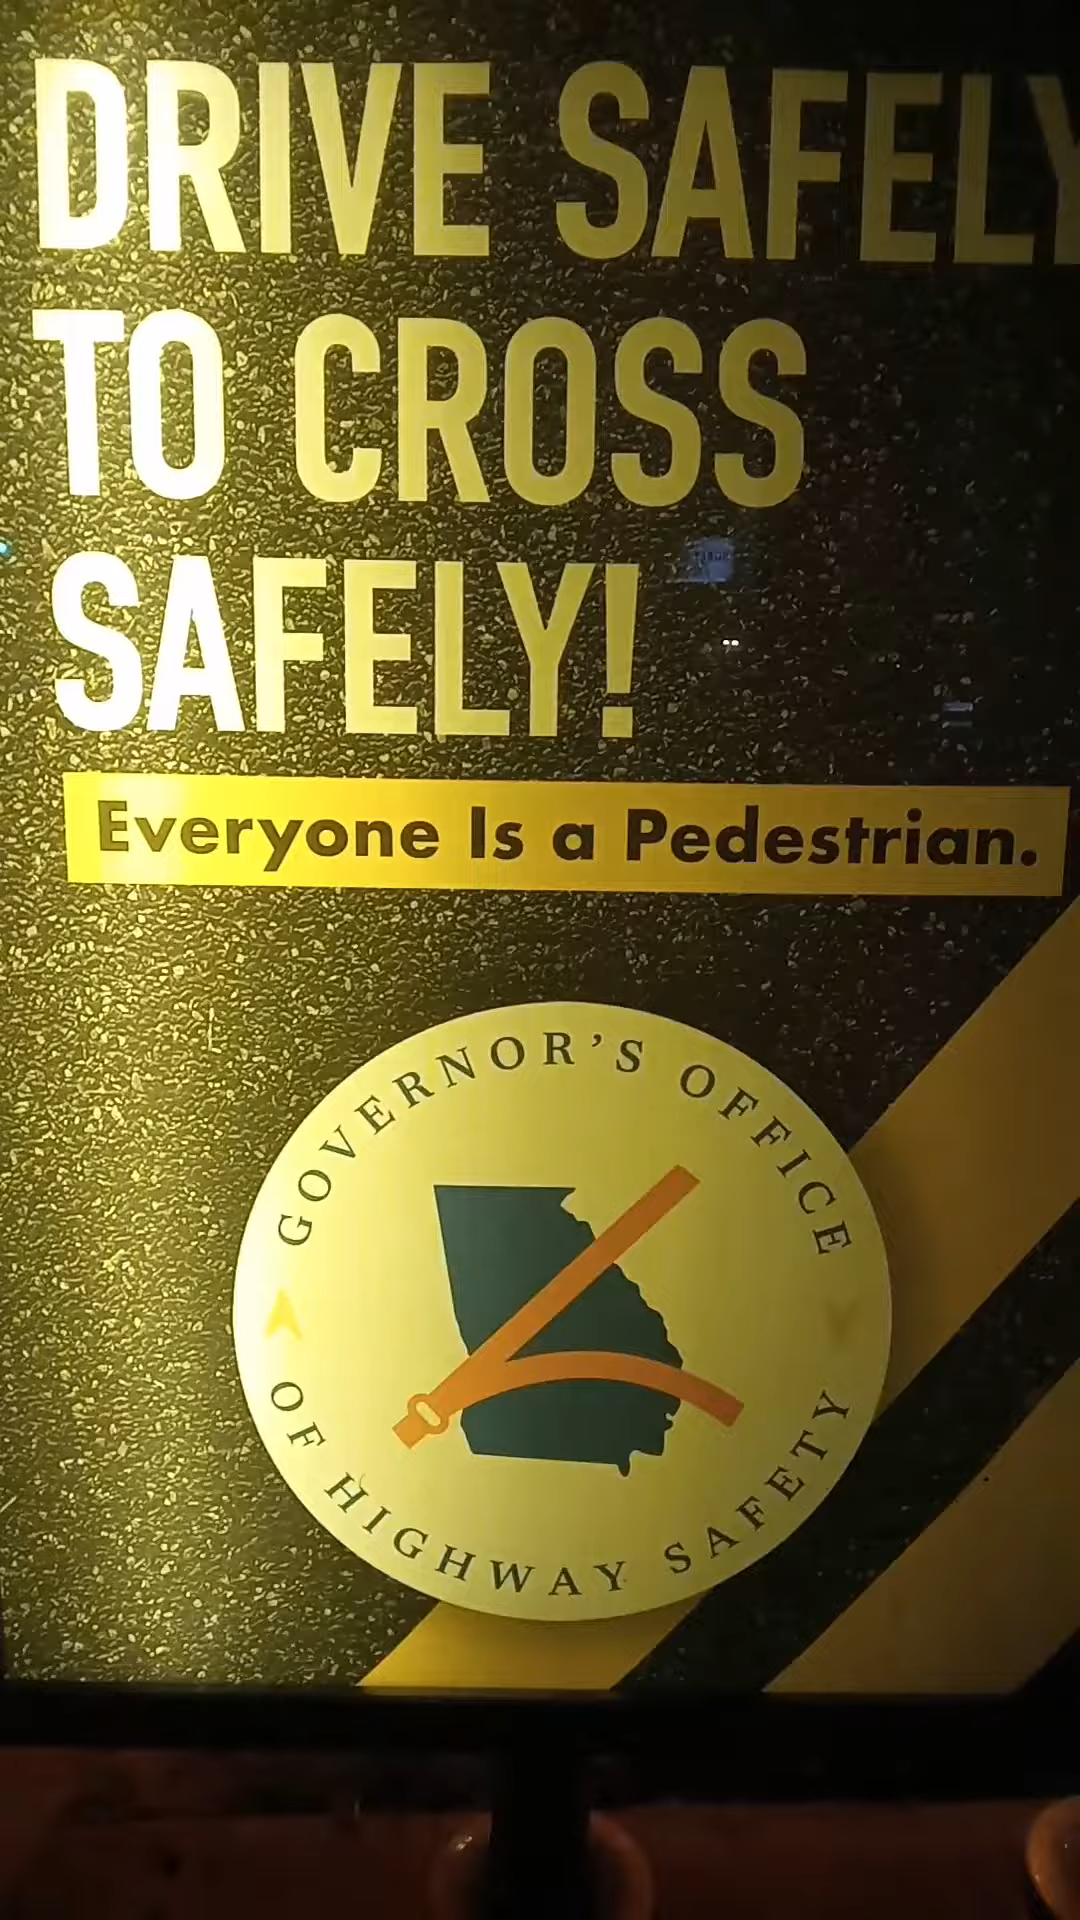 DRIVE SAFELY
TO CROSS
SAFELY!
Everyone Is a Pedestrian.
GOVERNOR'S OFFICE
OF HIGHWAY SAFETY